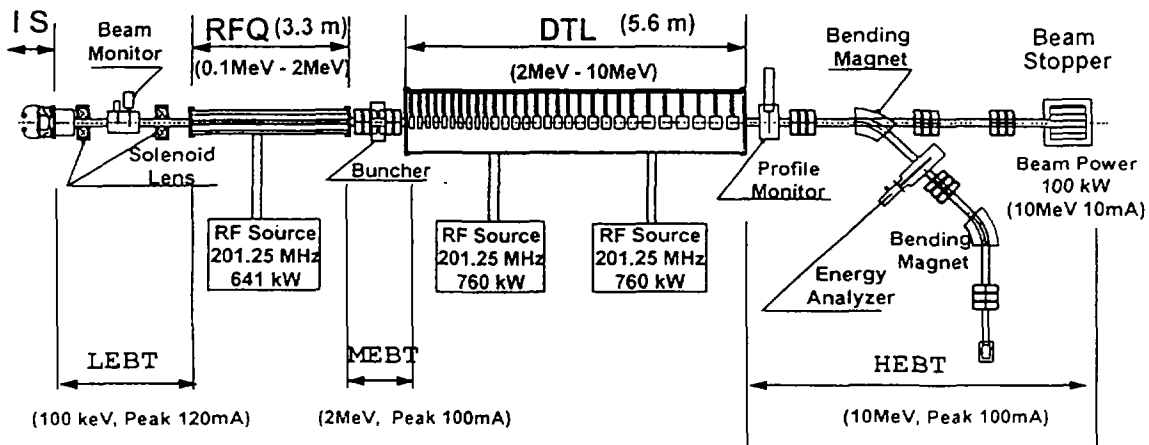 IS
Beam
Monitor
RFQ (3.3 m)
(0.1MeV - 2MeV)
DTL (5.6 m)
(2MeV - 10MeV)
Bending
Magnet
Beam
Stopper
Solenoid
Lens
Buncher
Profile
Monitor
Beam Power
100 kW
(10MeV 10mA)
RF Source
201.25 MHz
641 kW
RF Source
201.25 MHz
760 kW
RF Source
201.25 MHz
760 kW
Bending
Magnet
Energy
Analyzer
LEBT
MEBT
HEBT
(100 keV, Peak 120mA)
(2MeV, Peak 100mA)
(10MeV, Peak 100mA)